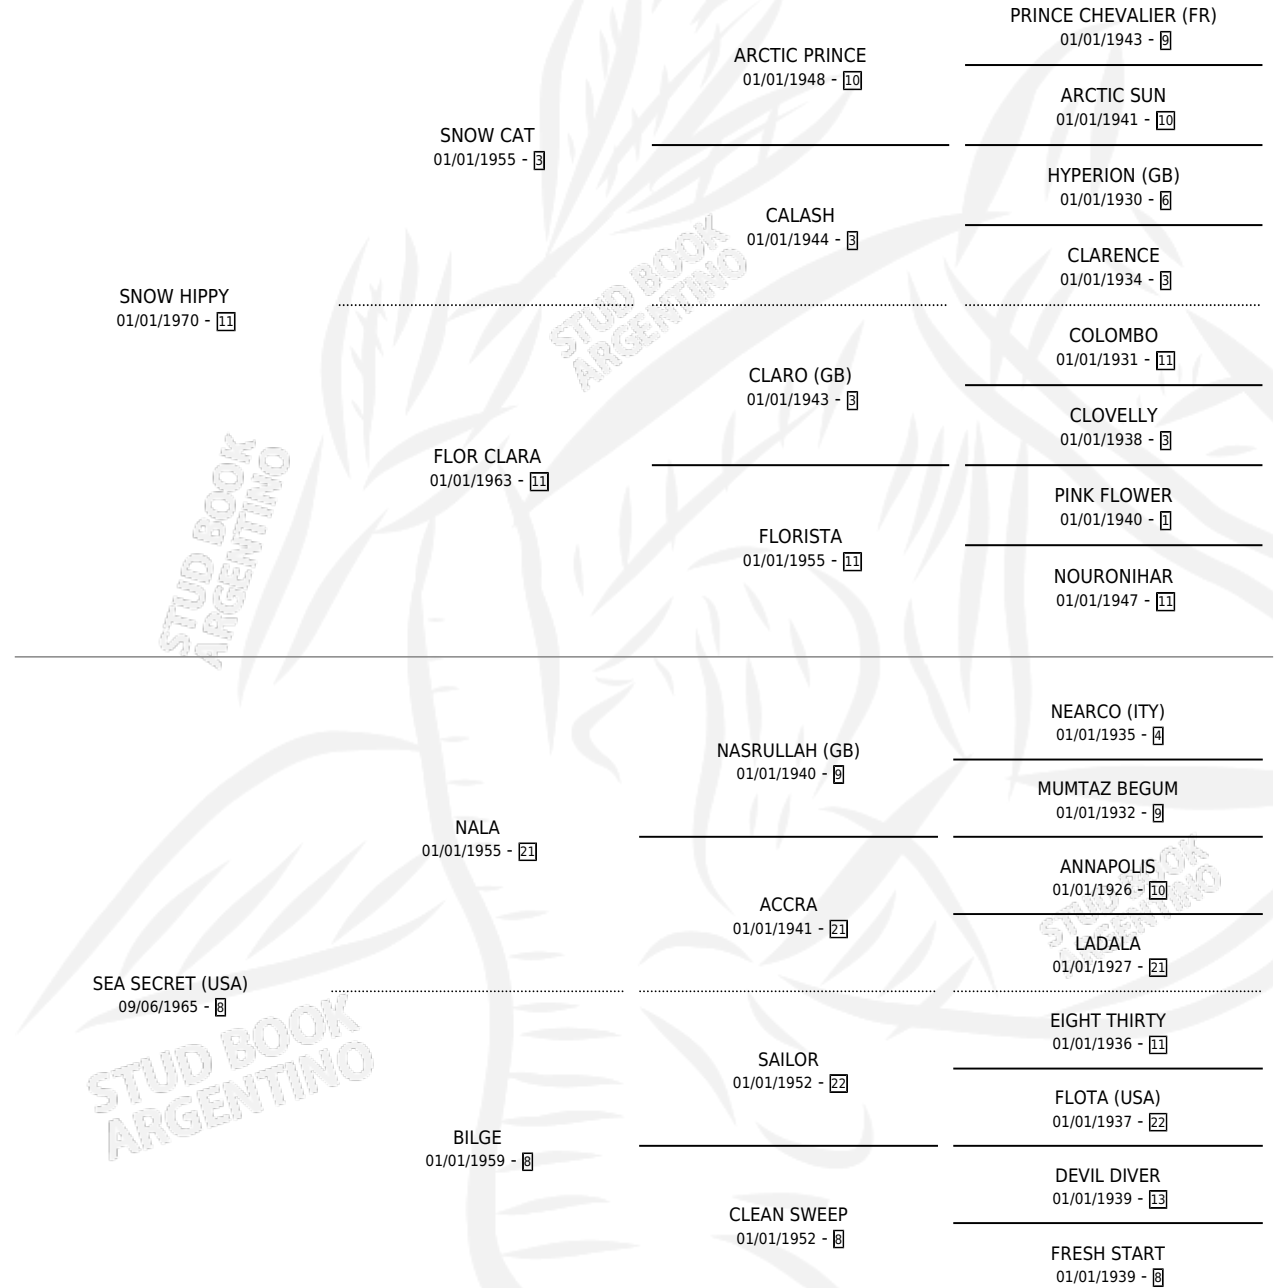 PRINCE CHEVALIER (FR)
01/01/1943 - 9
ARCTIC PRINCE
01/01/1948 - 10
ARCTIC SUN
01/01/1941 - 10
SNOW CAT
01/01/1955 - 3
HYPERION (GB)
01/01/1930 - 6
CALASH
01/01/1944 - 3
CLARENCE
01/01/1934 - 3
SNOW HIPPY
01/01/1970 - 11
STUD BOOK
ARGENTINO
COLOMBO
01/01/1931 - 11
CLARO (GB)
01/01/1943 - 3
CLOVELLY
01/01/1938 - 3
FLOR CLARA
01/01/1963 - 11
PINK FLOWER
01/01/1940 - 1
FLORISTA
01/01/1955 - 11
NOURONIHAR
01/01/1947 - 11
STUD BOOK
ARGENTINO
NEARCO (ITY)
01/01/1935 - 4
NASRULLAH (GB)
01/01/1940 - 9
MUMTAZ BEGUM
01/01/1932 - 9
NALA
01/01/1955 - 21
ANNAPOLIS
01/01/1926 - 10
ACCRA
01/01/1941 - 21
LADALA
01/01/1927 - 21
STUD BOOK
ARGENTINO
SEA SECRET (USA)
09/06/1965 - 8
EIGHT THIRTY
01/01/1936 - 11
SAILOR
01/01/1952 - 22
FLOTA (USA)
01/01/1937 - 22
STUD BOOK
ARGENTINO
BILGE
01/01/1959 - 8
DEVIL DIVER
01/01/1939 - 13
CLEAN SWEEP
01/01/1952 - 8
FRESH START
01/01/1939 - 8